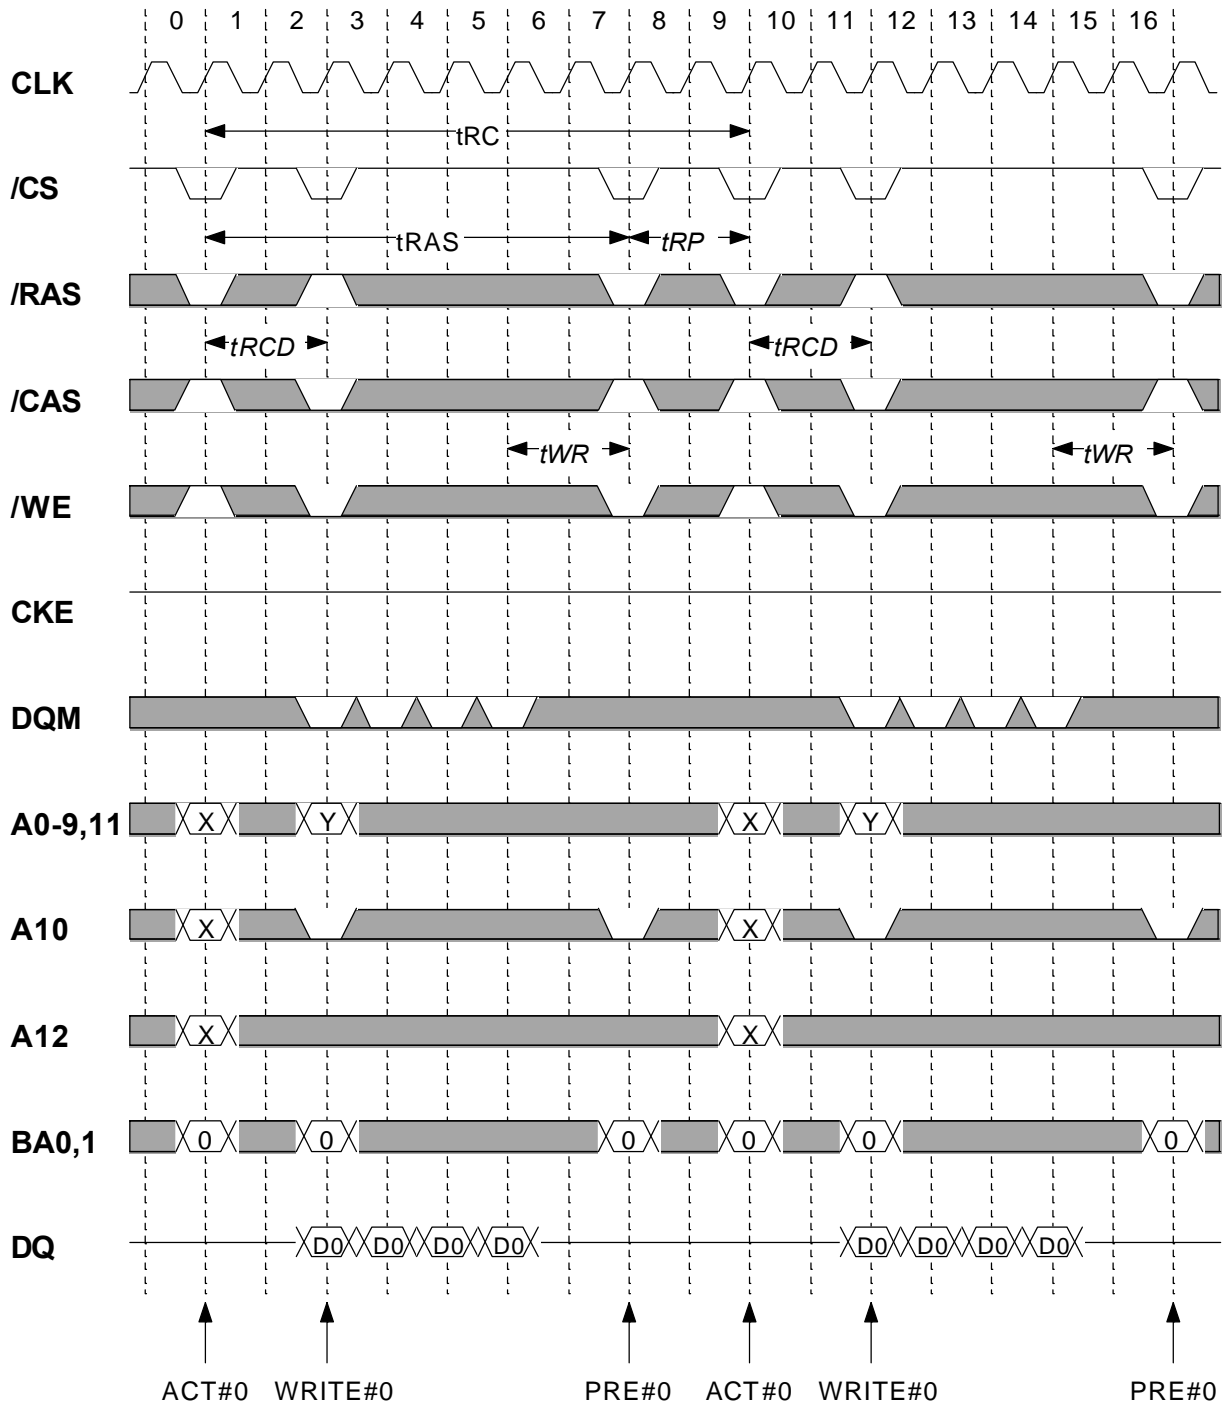 0 1 2 3 4 5 6 7 8 9 10 11 12 13 14 15 16
CLK
tRC
/CS
tRAS tRP
/RAS
tRCD tRCD
/CAS
tWR tWR
/WE
CKE
DQM
A0-9,11 X Y X Y
A10 X X
A12 X X
BA0,1 0 0 0 0 0 0
DQ D0 D0 D0 D0 D0 D0 D0 D0
ACT#0 WRITE#0 PRE#0 ACT#0 WRITE#0 PRE#0